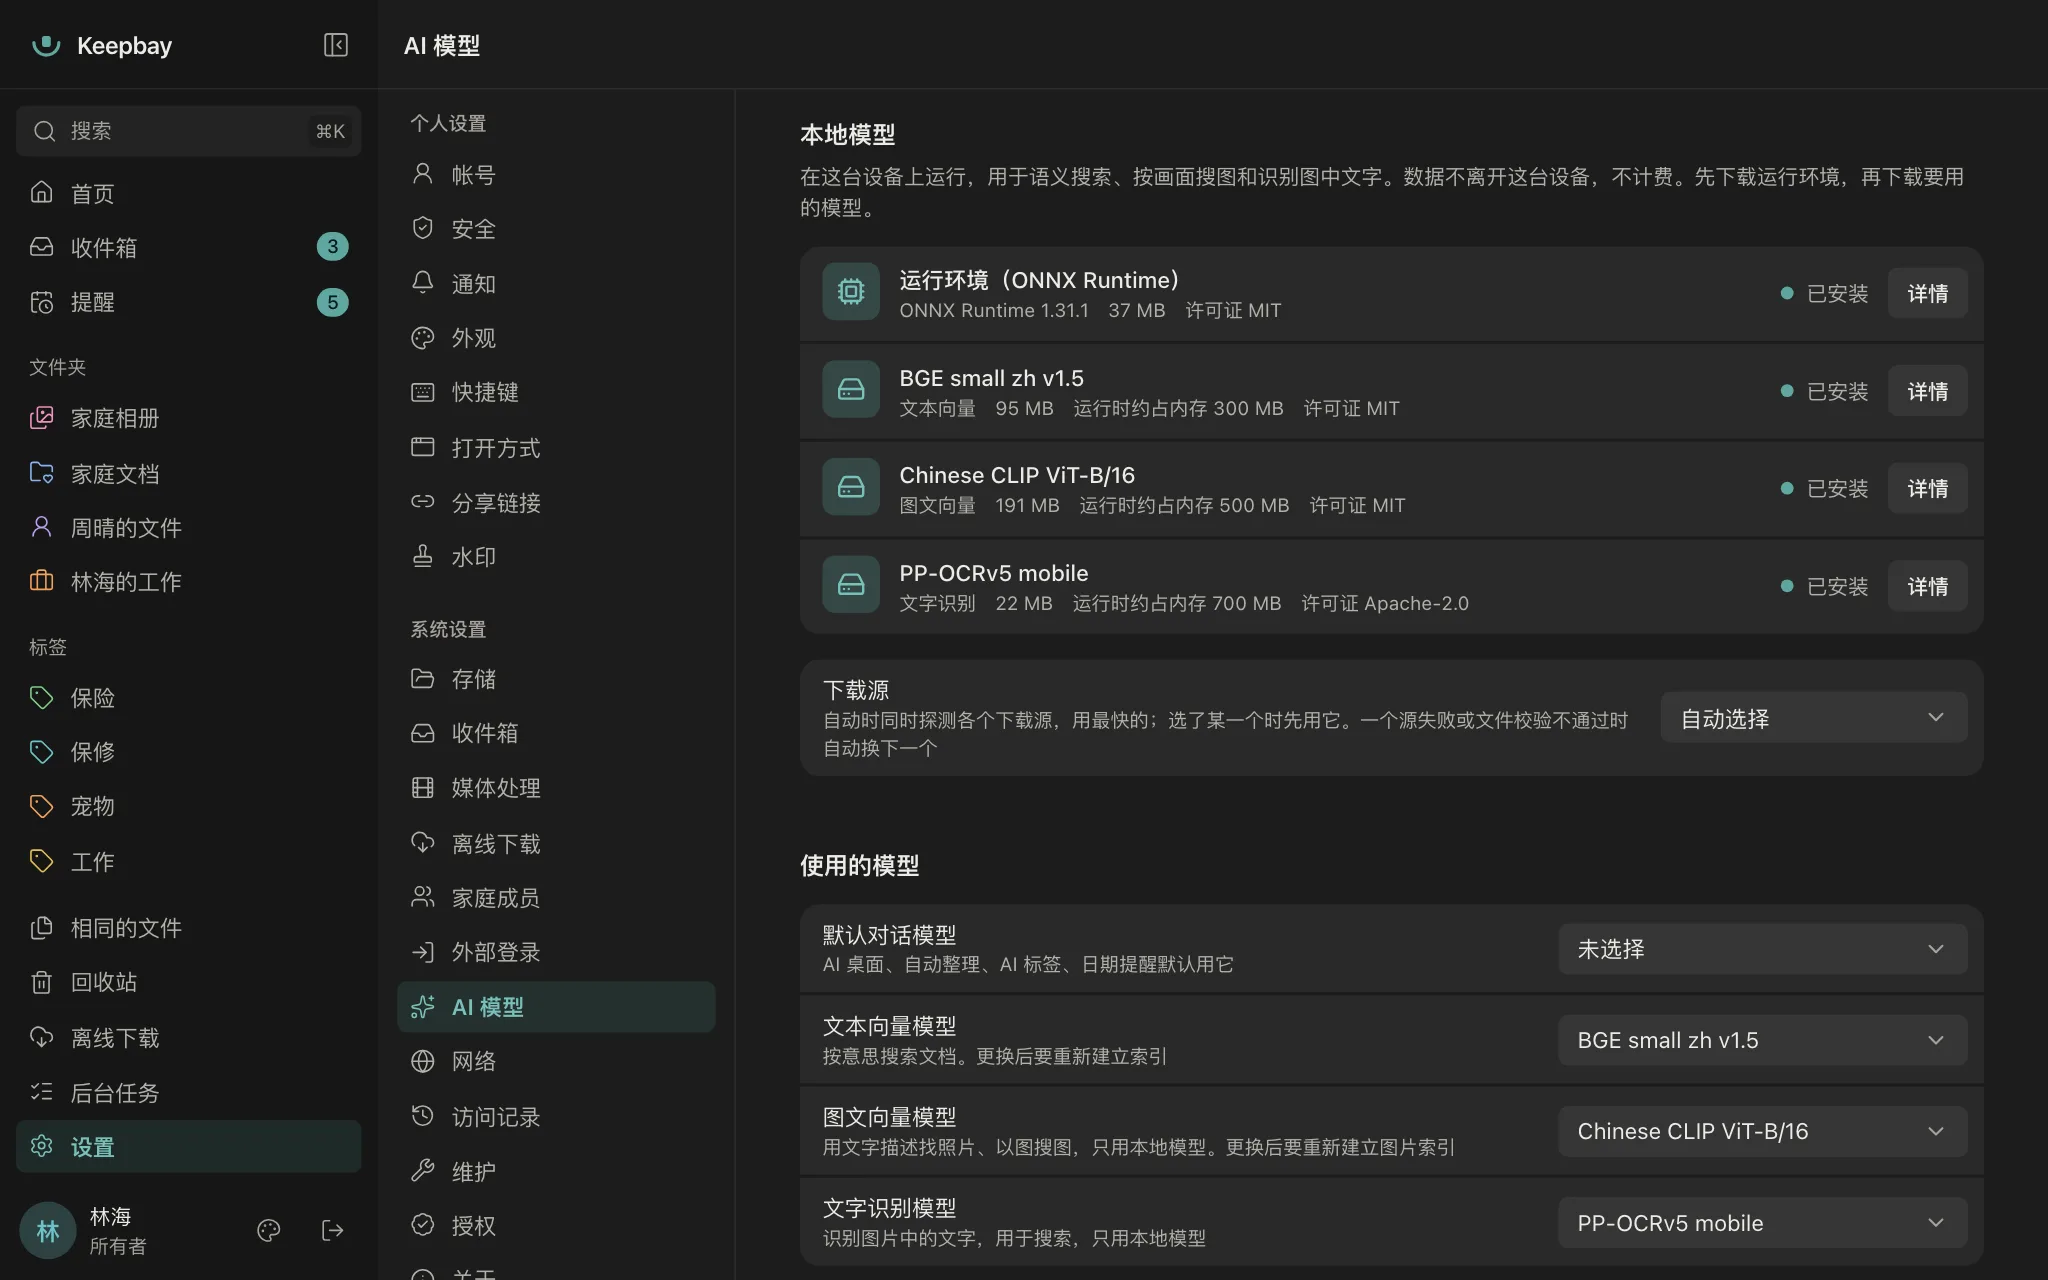 Keepbay
搜索 ⌘K
首页
收件箱 3
提醒 5
文件夹
家庭相册
家庭文档
周晴的文件
林海的工作
标签
保险
保修
宠物
工作
相同的文件
回收站
离线下载
后台任务
设置
林
林海
所有者
AI 模型
个人设置
帐号
安全
通知
外观
快捷键
打开方式
分享链接
水印
系统设置
存储
收件箱
媒体处理
离线下载
家庭成员
外部登录
AI 模型
网络
访问记录
维护
授权
本地模型
在这台设备上运行，用于语义搜索、按画面搜图和识别图中文字。数据不离开这台设备，不计费。先下载运行环境，再下载要用
的模型。
运行环境（ONNX Runtime）
ONNX Runtime 1.31.1 37 MB 许可证 MIT
已安装 详情
BGE small zh v1.5
文本向量 95 MB 运行时约占内存 300 MB 许可证 MIT
已安装 详情
Chinese CLIP ViT-B/16
图文向量 191 MB 运行时约占内存 500 MB 许可证 MIT
已安装 详情
PP-OCRv5 mobile
文字识别 22 MB 运行时约占内存 700 MB 许可证 Apache-2.0
已安装 详情
下载源
自动时同时探测各个下载源，用最快的；选了某一个时先用它。一个源失败或文件校验不通过时
自动换下一个
自动选择
使用的模型
默认对话模型
AI 桌面、自动整理、AI 标签、日期提醒默认用它
未选择
文本向量模型
按意思搜索文档。更换后要重新建立索引
BGE small zh v1.5
图文向量模型
用文字描述找照片、以图搜图，只用本地模型。更换后要重新建立图片索引
Chinese CLIP ViT-B/16
文字识别模型
识别图片中的文字，用于搜索，只用本地模型
PP-OCRv5 mobile